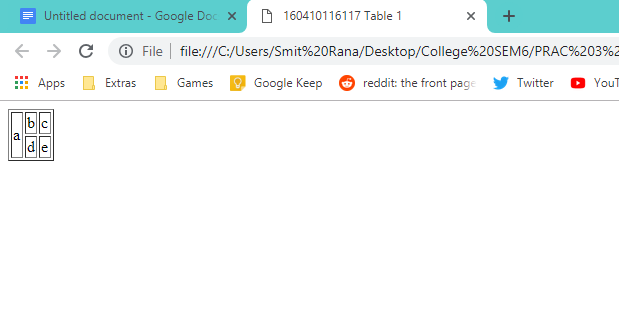 Untitled document - Google Doc
160410116117 Table 1
File
file:///C:/Users/Smit%20Rana/Desktop/College%20SEM6/PRAC%203%2
Apps Extras Games Google Keep reddit: the front page Twitter YouT
a b c
d e